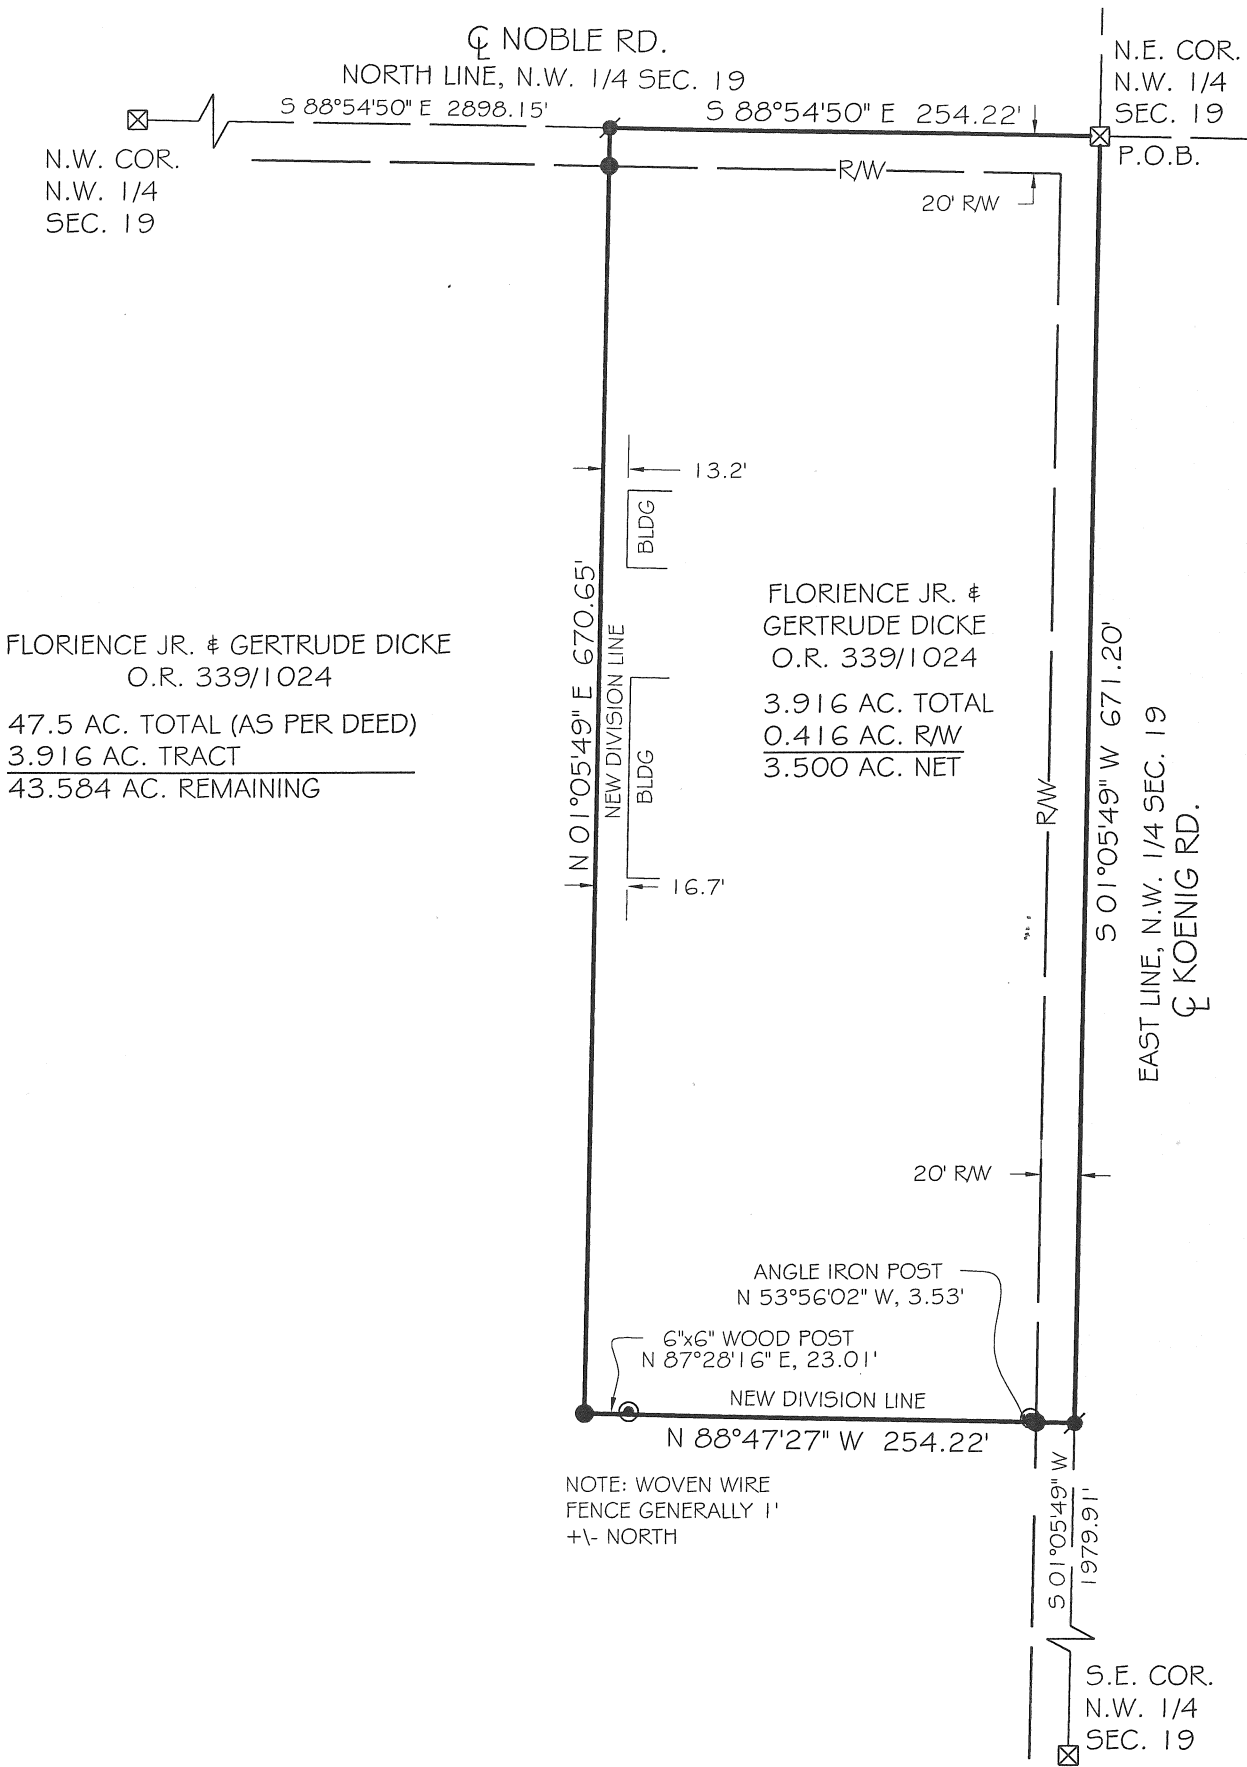 ℄ NOBLE RD.
NORTH LINE, N.W. 1/4 SEC. 19
S 88°54'50" E 2898.15'
S 88°54'50" E 254.22'
N.E. COR.
N.W. 1/4
SEC. 19
P.O.B.
N.W. COR.
N.W. 1/4
SEC. 19
R/W
20' R/W
13.2'
BLDG
N 01°05'49" E 670.65'
NEW DIVISION LINE
BLDG
16.7'
FLORIENCE JR. & GERTRUDE DICKE
O.R. 339/1024
47.5 AC. TOTAL (AS PER DEED)
3.916 AC. TRACT
43.584 AC. REMAINING
FLORIENCE JR. &
GERTRUDE DICKE
O.R. 339/1024
3.916 AC. TOTAL
0.416 AC. R/W
3.500 AC. NET
R/W
S 01°05'49" W 671.20'
EAST LINE, N.W. 1/4 SEC. 19
℄ KOENIG RD.
20' R/W
ANGLE IRON POST
N 53°56'02" W, 3.53'
6"x6" WOOD POST
N 87°28'16" E, 23.01'
NEW DIVISION LINE
N 88°47'27" W 254.22'
NOTE: WOVEN WIRE
FENCE GENERALLY 1'
+\- NORTH
S 01°05'49" W
1979.91'
S.E. COR.
N.W. 1/4
SEC. 19